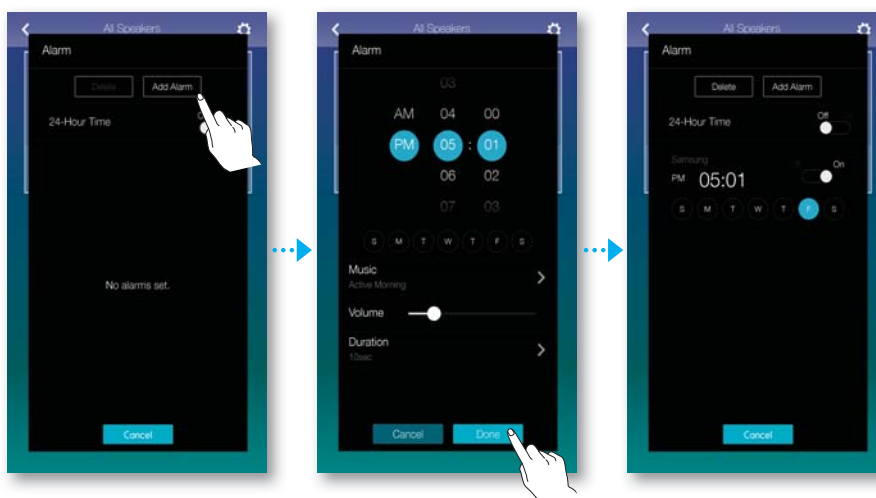 All Speakers
Alarm
Delete Add Alarm
24-Hour Time
No alarms set.
Cancel
All Speakers
Alarm
03
AM 04 00
PM 05 : 01
06 02
07 03
S M T W T F S
Music
Active Morning
Volume
Duration
10sec
Cancel Done
All Speakers
Alarm
Delete Add Alarm
24-Hour Time Off
Samsung
On
PM 05:01
S M T W T F S
Cancel